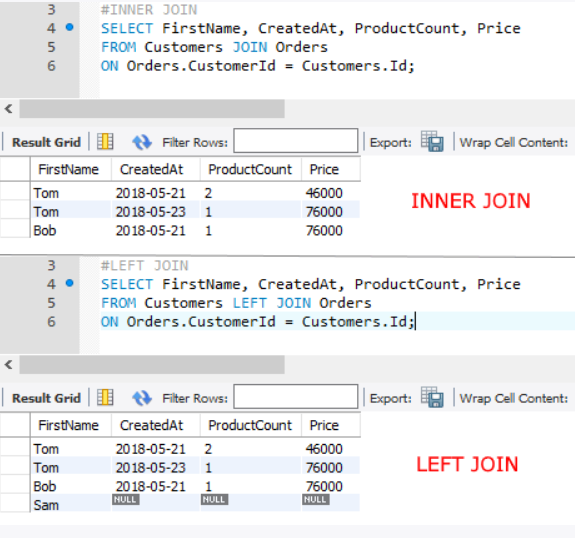 3 #INNER JOIN
4 SELECT FirstName, CreatedAt, ProductCount, Price
5 FROM Customers JOIN Orders
6 ON Orders.CustomerId = Customers.Id;
<
Result Grid Filter Rows: Export: Wrap Cell Content:
FirstName CreatedAt ProductCount Price
Tom 2018-05-21 2 46000
Tom 2018-05-23 1 76000
Bob 2018-05-21 1 76000
INNER JOIN
3 #LEFT JOIN
4 SELECT FirstName, CreatedAt, ProductCount, Price
5 FROM Customers LEFT JOIN Orders
6 ON Orders.CustomerId = Customers.Id;
<
Result Grid Filter Rows: Export: Wrap Cell Content:
FirstName CreatedAt ProductCount Price
Tom 2018-05-21 2 46000
Tom 2018-05-23 1 76000
Bob 2018-05-21 1 76000
Sam NULL NULL NULL
LEFT JOIN